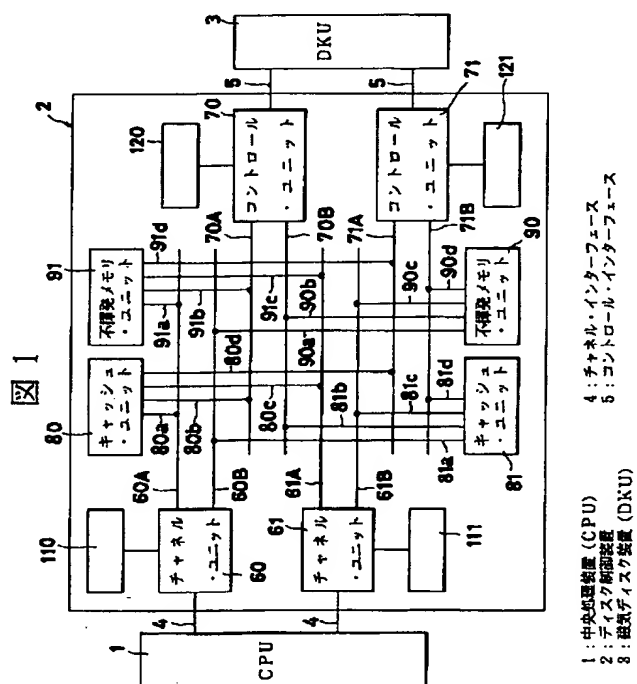 図 1
1
CPU
4
4
2
110
チャネル
・ユニット
60
60A
60B
61
チャネル
・ユニット
111
61A
61B
80
キャッシュ
・ユニット
80a
80b
80c
80d
91
不揮発メモリ
・ユニット
91a
91b
91c
91d
81
キャッシュ
・ユニット
81a
81b
81c
81d
90
不揮発メモリ
・ユニット
90a
90b
90c
90d
120
70
コントロール
・ユニット
70A
70B
71
コントロール
・ユニット
71A
71B
121
5
5
3
DKU
1:中央処理装置(CPU)
2:ディスク制御装置
3:磁気ディスク装置(DKU)
4:チャネル・インターフェース
5:コントロール・インターフェース